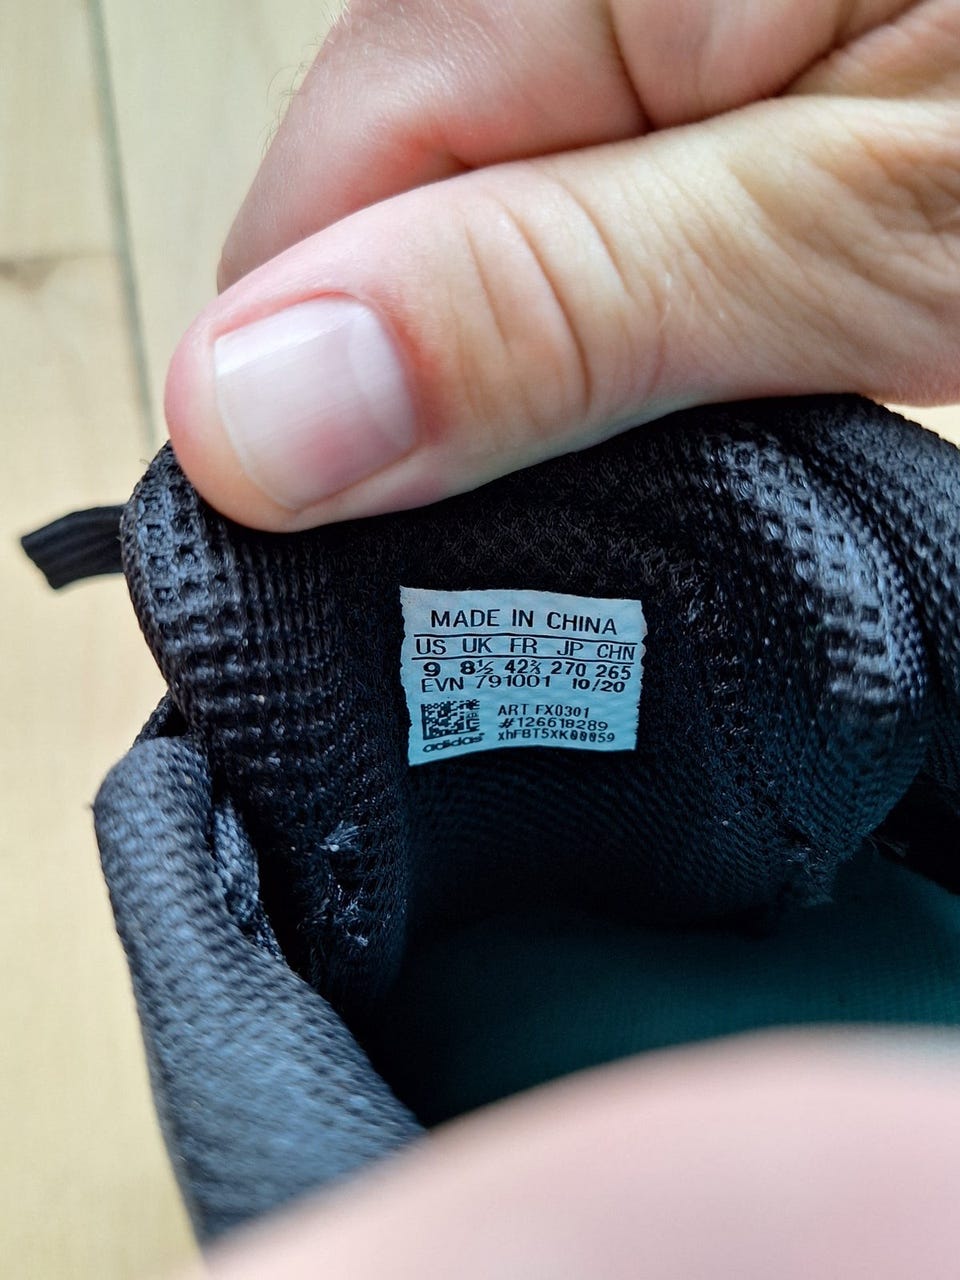 MADE IN CHINA
US UK FR JP CHN
9 8½ 42⅔ 270 265
EVN 791001 10/20
ART FX0301
#126618289
xhFBT5XK00059
adidas